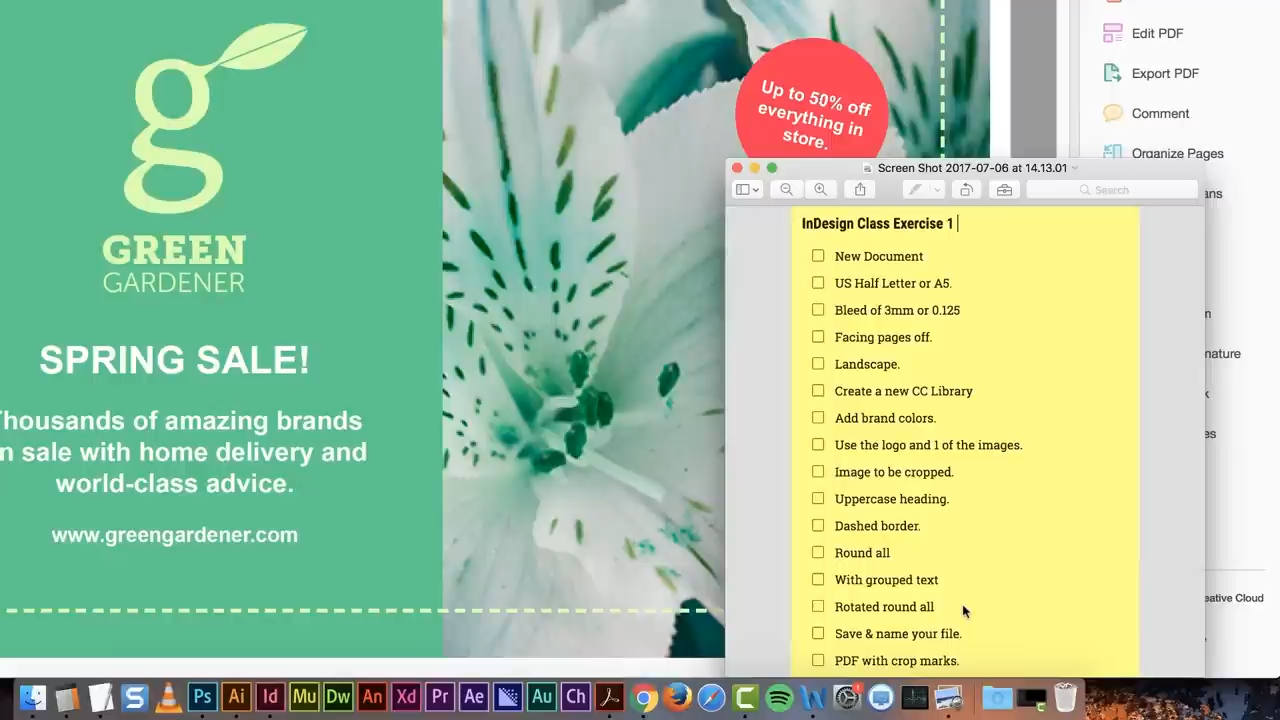 Edit PDF
Export PDF
Comment
Organize Pages
g
GREEN
GARDENER
SPRING SALE!
Thousands of amazing brands
n sale with home delivery and
world-class advice.
www.greengardener.com
Up to 50% off
everything in
store.
Screen Shot 2017-07-06 at 14.13.01
Search
InDesign Class Exercise 1
New Document
US Half Letter or A5.
Bleed of 3mm or 0.125
Facing pages off.
Landscape.
Create a new CC Library
Add brand colors.
Use the logo and 1 of the images.
Image to be cropped.
Uppercase heading.
Dashed border.
Round all
With grouped text
Rotated round all
Save & name your file.
PDF with crop marks.
ans
m
nature
k
es
eative Cloud
Ps Ai Id Mu Dw An Xd Pr Ae Au Ch